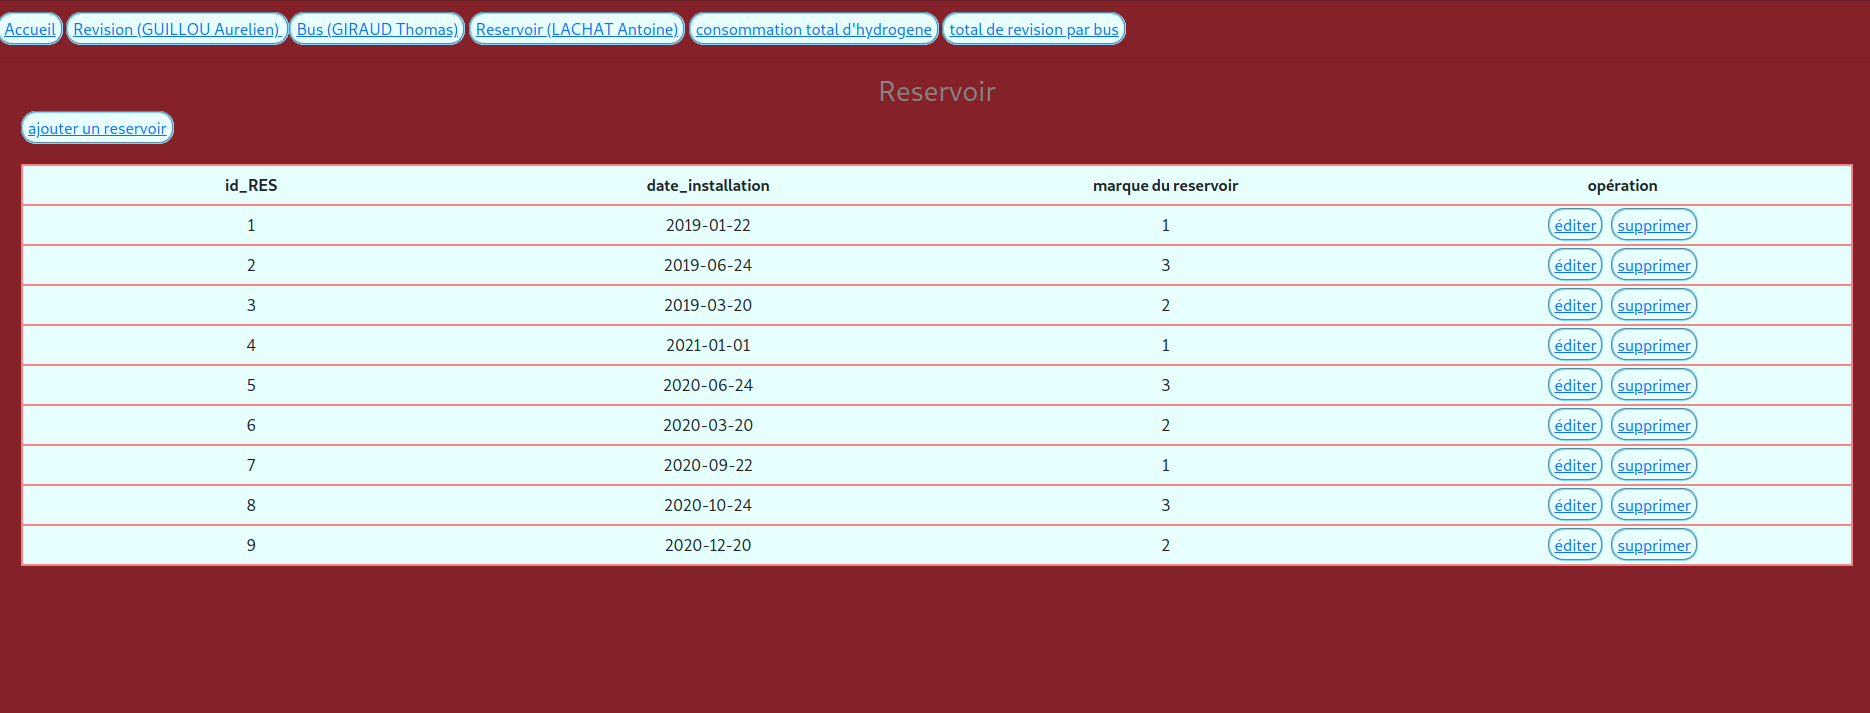 Accueil Revision (GUILLOU Aurelien) Bus (GIRAUD Thomas) Reservoir (LACHAT Antoine) consommation total d'hydrogene total de revision par bus
Reservoir
ajouter un reservoir
id_RES date_installation marque du reservoir opération
1 2019-01-22 1 éditer supprimer
2 2019-06-24 3 éditer supprimer
3 2019-03-20 2 éditer supprimer
4 2021-01-01 1 éditer supprimer
5 2020-06-24 3 éditer supprimer
6 2020-03-20 2 éditer supprimer
7 2020-09-22 1 éditer supprimer
8 2020-10-24 3 éditer supprimer
9 2020-12-20 2 éditer supprimer